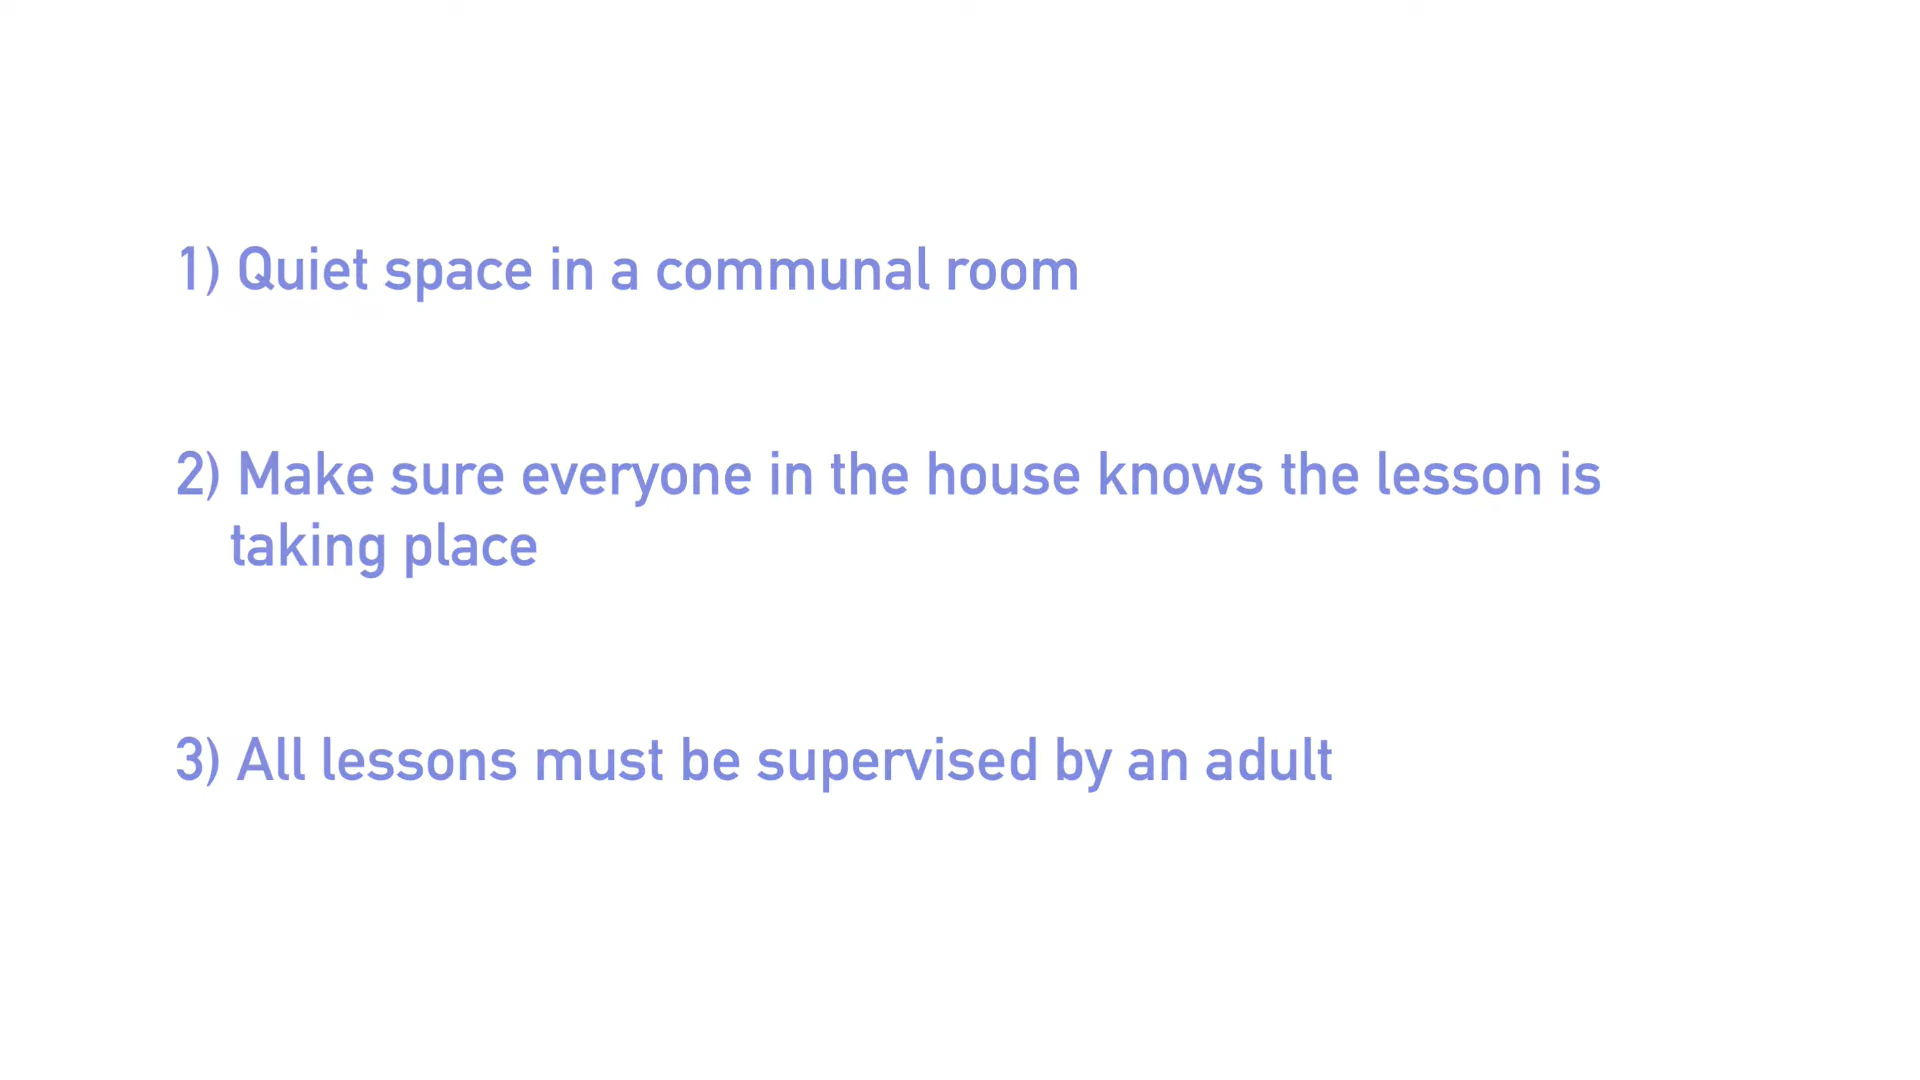 1) Quiet space in a communal room
2) Make sure everyone in the house knows the lesson is
taking place
3) All lessons must be supervised by an adult